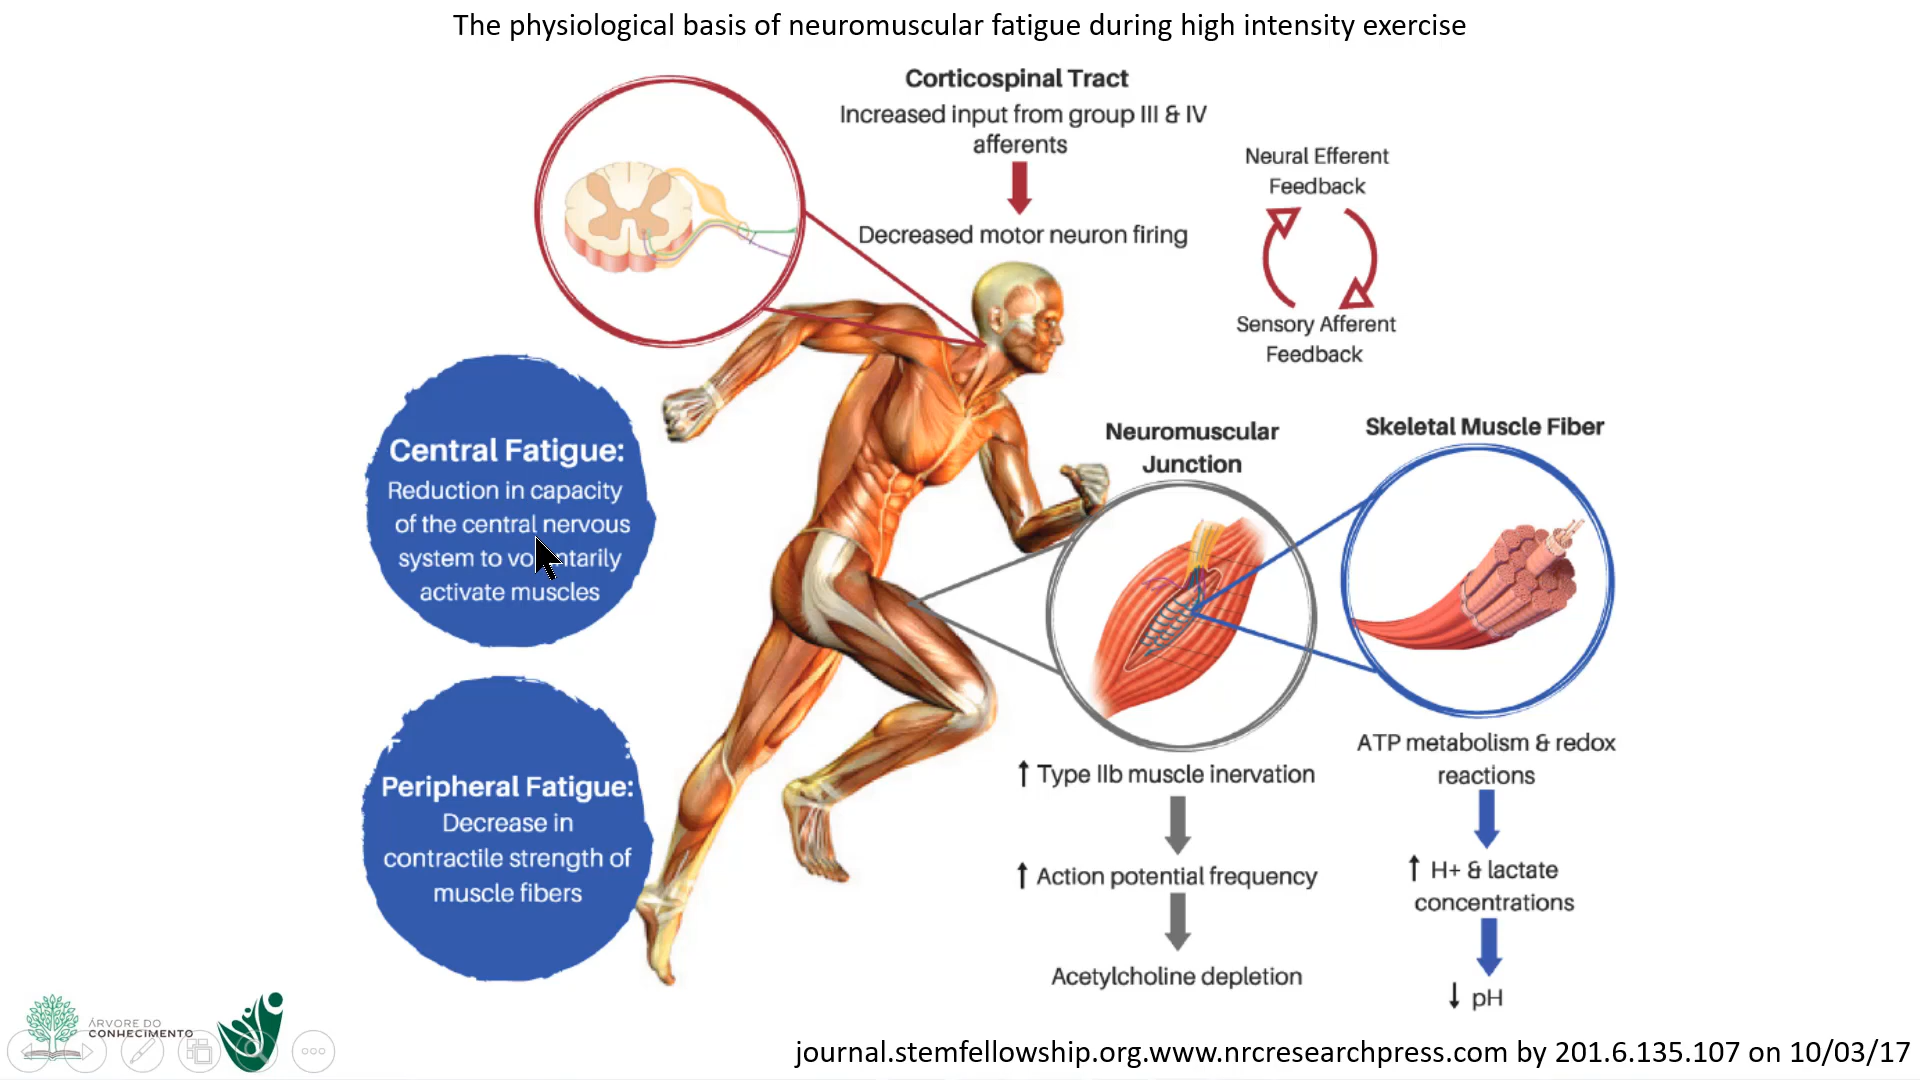 The physiological basis of neuromuscular fatigue during high intensity exercise
Corticospinal Tract
Increased input from group III & IV
afferents
Decreased motor neuron firing
Neural Efferent
Feedback
Sensory Afferent
Feedback
Central Fatigue:
Reduction in capacity
of the central nervous
system to
activate muscles
Peripheral Fatigue:
Decrease in
contractile strength of
muscle fibers
Neuromuscular
Junction
↑ Type IIb muscle inervation
↑ Action potential frequency
Acetylcholine depletion
Skeletal Muscle Fiber
ATP metabolism & redox
reactions
↑ H+ & lactate
concentrations
↓ pH
ÁRVORE DO
CONHECIMENTO
journal.stemfellowship.org.www.nrcresearchpress.com by 201.6.135.107 on 10/03/17